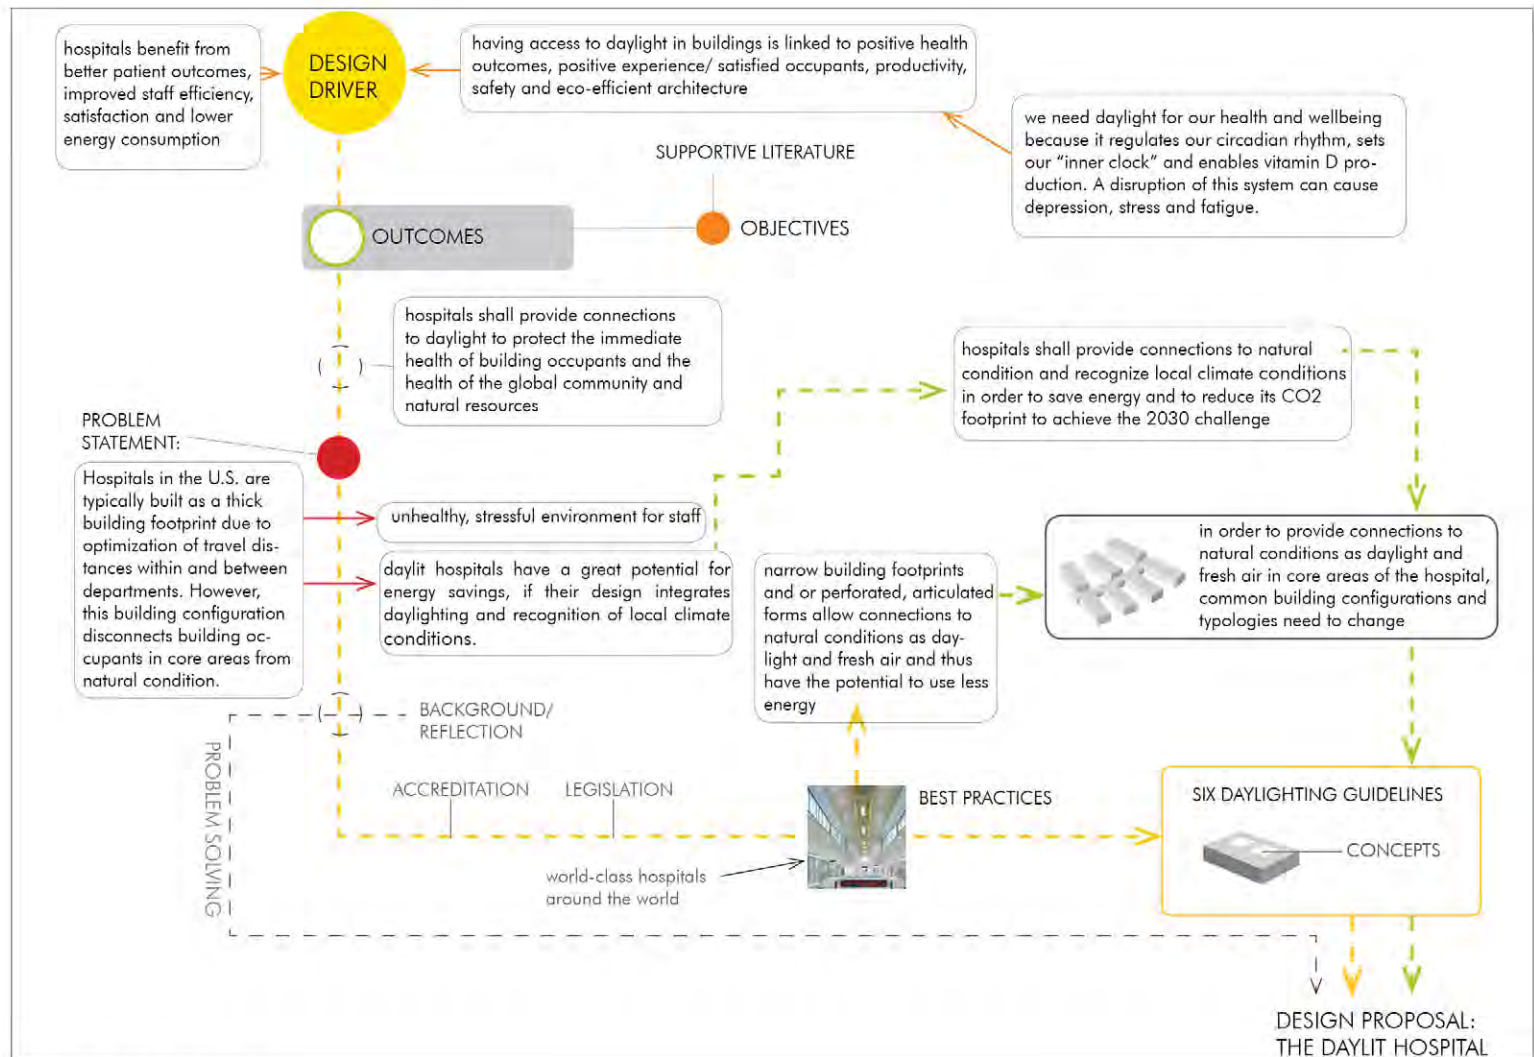 hospitals benefit from
better patient outcomes,
improved staff efficiency,
satisfaction and lower
energy consumption
DESIGN
DRIVER
having access to daylight in buildings is linked to positive health
outcomes, positive experience/ satisfied occupants, productivity,
safety and eco-efficient architecture
we need daylight for our health and wellbeing
because it regulates our circadian rhythm, sets
our “inner clock” and enables vitamin D pro-
duction. A disruption of this system can cause
depression, stress and fatigue.
SUPPORTIVE LITERATURE
OUTCOMES
OBJECTIVES
hospitals shall provide connections
to daylight to protect the immediate
health of building occupants and the
health of the global community and
natural resources
hospitals shall provide connections to natural
condition and recognize local climate conditions
in order to save energy and to reduce its CO2
footprint to achieve the 2030 challenge
PROBLEM
STATEMENT:
Hospitals in the U.S. are
typically built as a thick
building footprint due to
optimization of travel dis-
tances within and between
departments. However,
this building configuration
disconnects building oc-
cupants in core areas from
natural condition.
unhealthy, stressful environment for staff
daylit hospitals have a great potential for
energy savings, if their design integrates
daylighting and recognition of local climate
conditions.
narrow building footprints
and or perforated, articulated
forms allow connections to
natural conditions as day-
light and fresh air and thus
have the potential to use less
energy
in order to provide connections to
natural conditions as daylight and
fresh air in core areas of the hospital,
common building configurations and
typologies need to change
BACKGROUND/
REFLECTION
PROBLEM SOLVING
ACCREDITATION
LEGISLATION
BEST PRACTICES
world-class hospitals
around the world
SIX DAYLIGHTING GUIDELINES
CONCEPTS
DESIGN PROPOSAL:
THE DAYLIT HOSPITAL